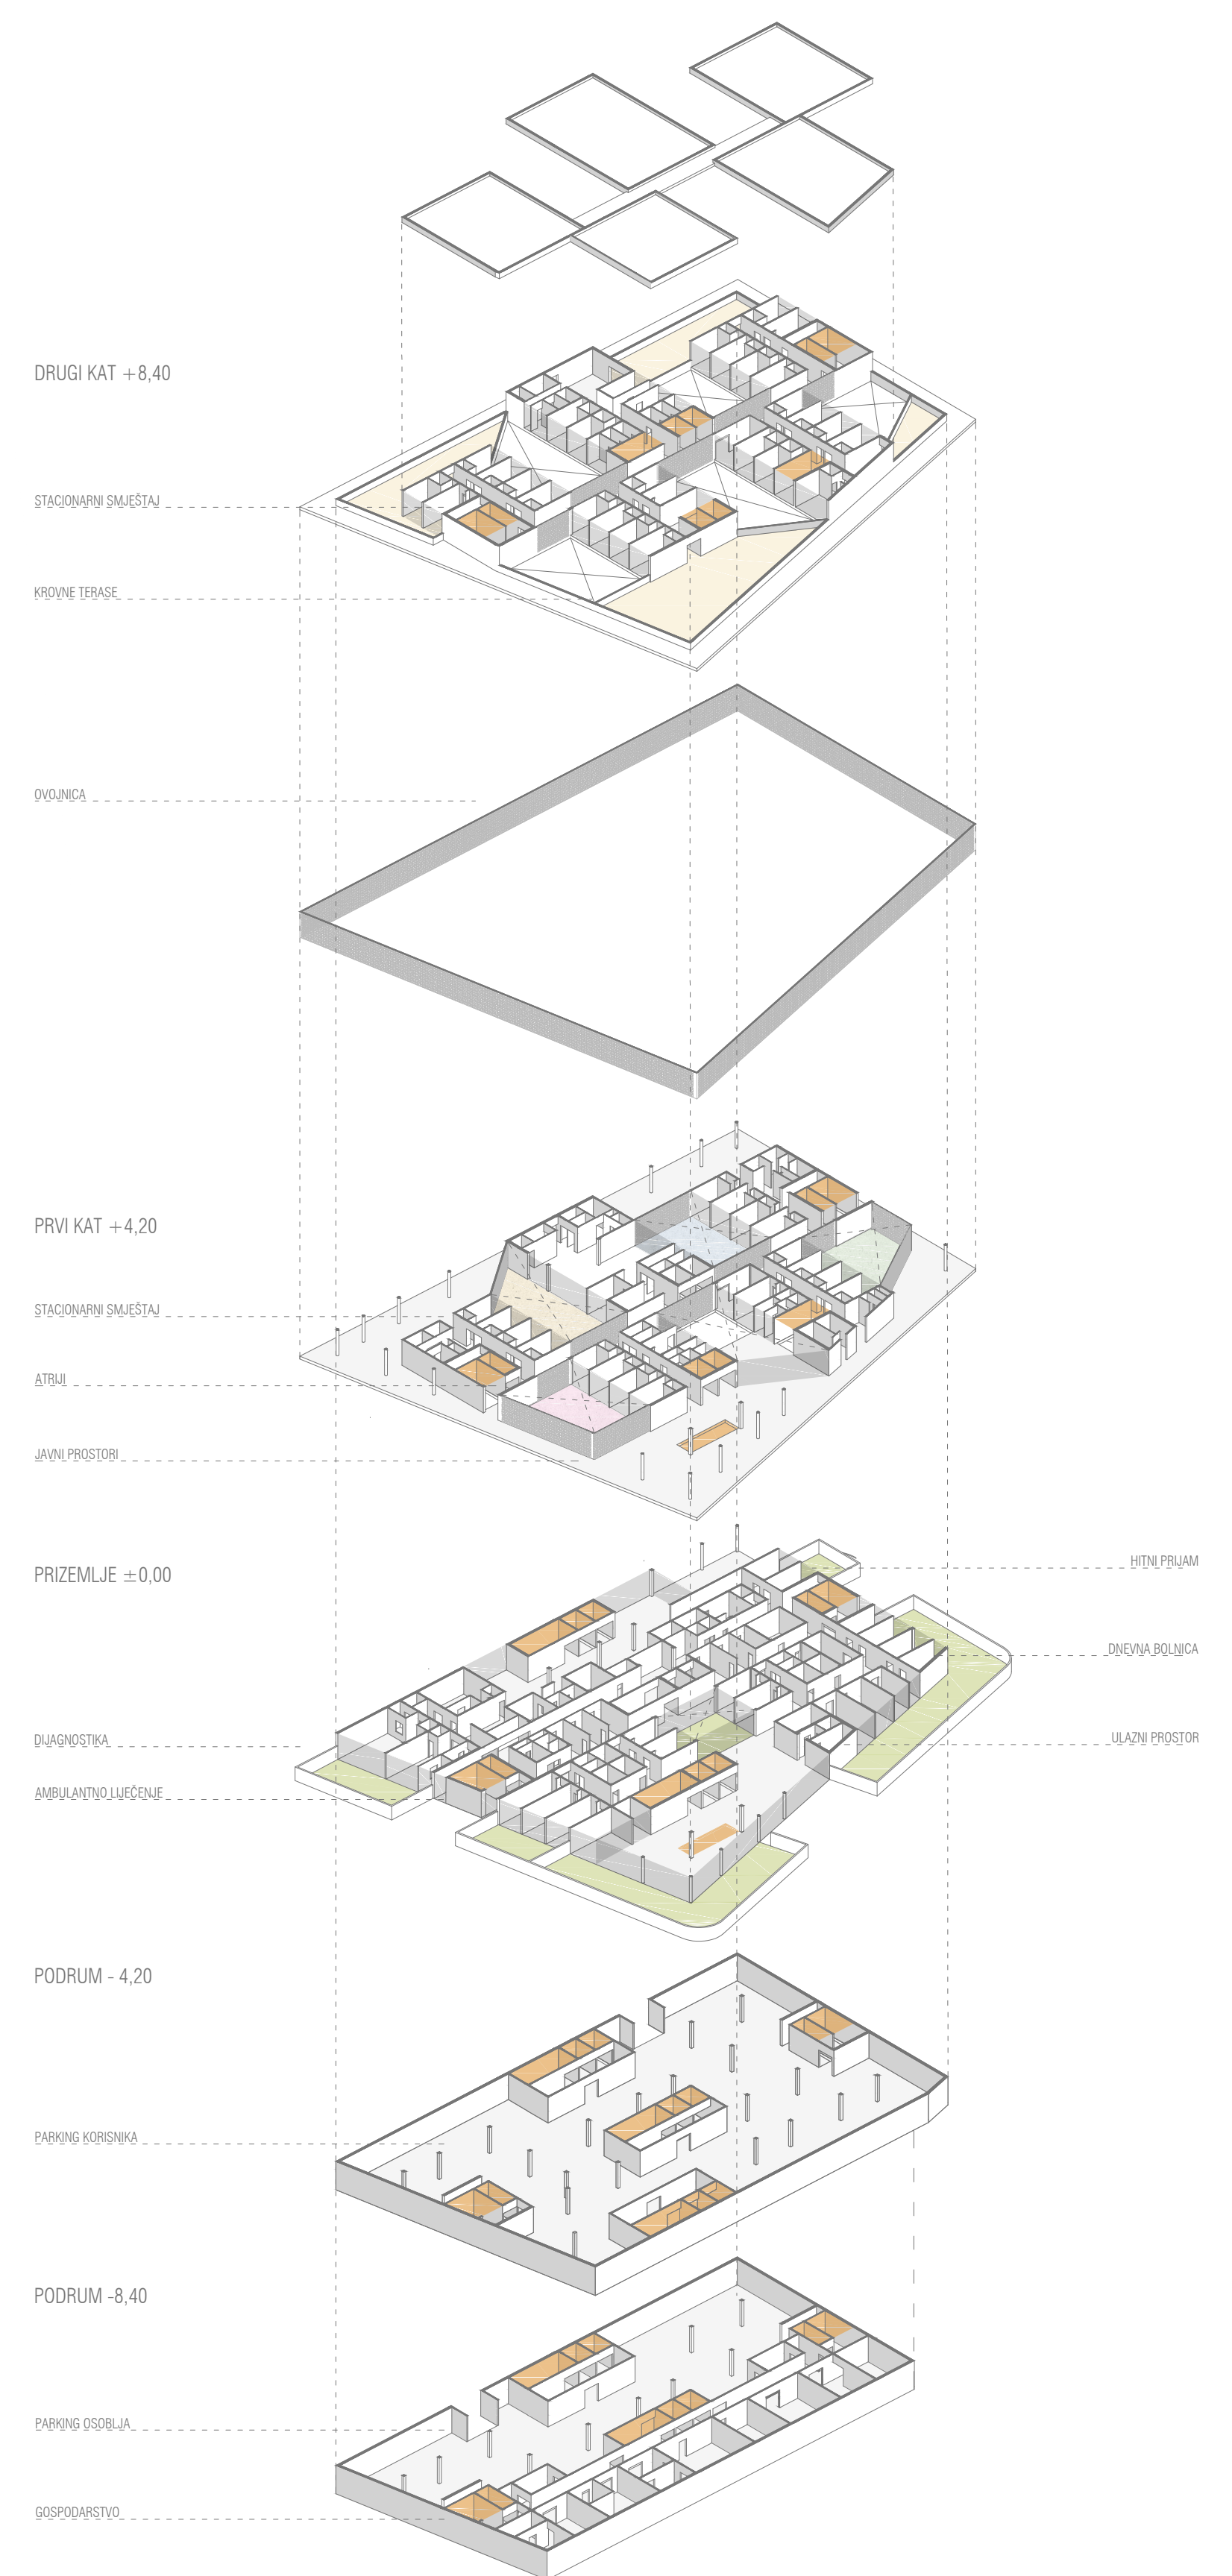 DRUGI KAT +8,40
STACIONARNI SMJEŠTAJ
KROVNE TERASE
OVOJNICA
PRVI KAT +4,20
STACIONARNI SMJEŠTAJ
ATRIJI
JAVNI PROSTORI
PRIZEMLJE ±0,00
HITNI PRIJAM
DNEVNA BOLNICA
ULAZNI PROSTOR
DIJAGNOSTIKA
AMBULANTNO LIJEČENJE
PODRUM - 4,20
PARKING KORISNIKA
PODRUM -8,40
PARKING OSOBLJA
GOSPODARSTVO